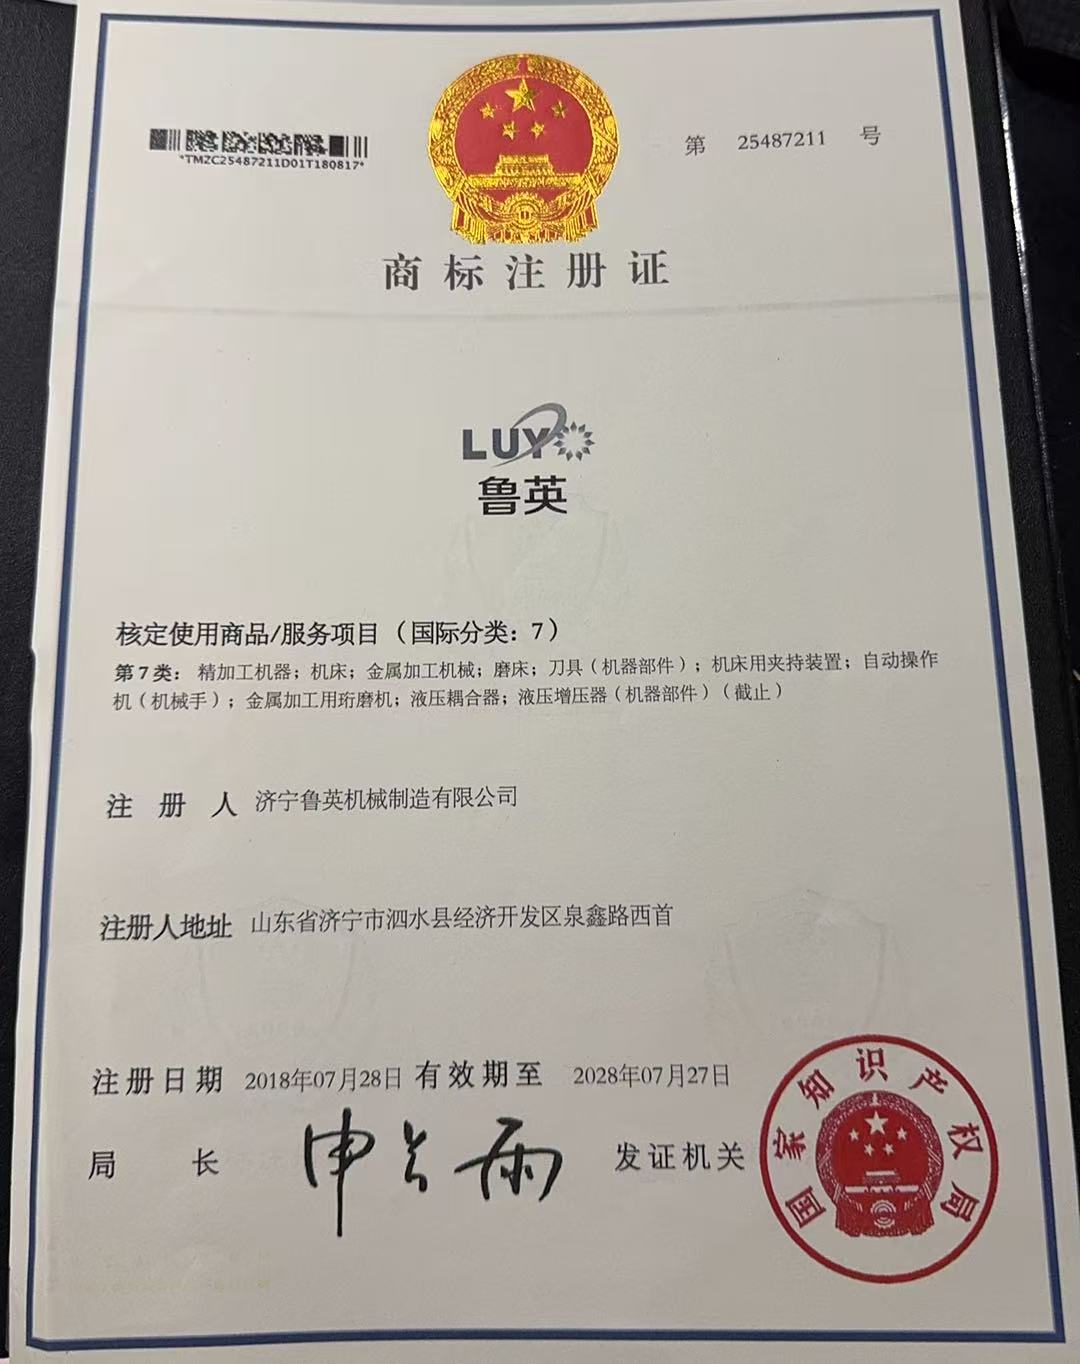 *TMZC25487211D01T180817*
第 25487211 号
商标注册证
LUY
鲁英
核定使用商品/服务项目（国际分类：7）
第7类：精加工机器；机床；金属加工机械；磨床；刀具（机器部件）；机床用夹持装置；自动操作
机（机械手）；金属加工用珩磨机；液压耦合器；液压增压器（机器部件）（截止）
注册人 济宁鲁英机械制造有限公司
注册人地址 山东省济宁市泗水县经济开发区泉鑫路西首
注册日期 2018年07月28日 有效期至 2028年07月27日
局长 申长雨 发证机关
国家知识产权局